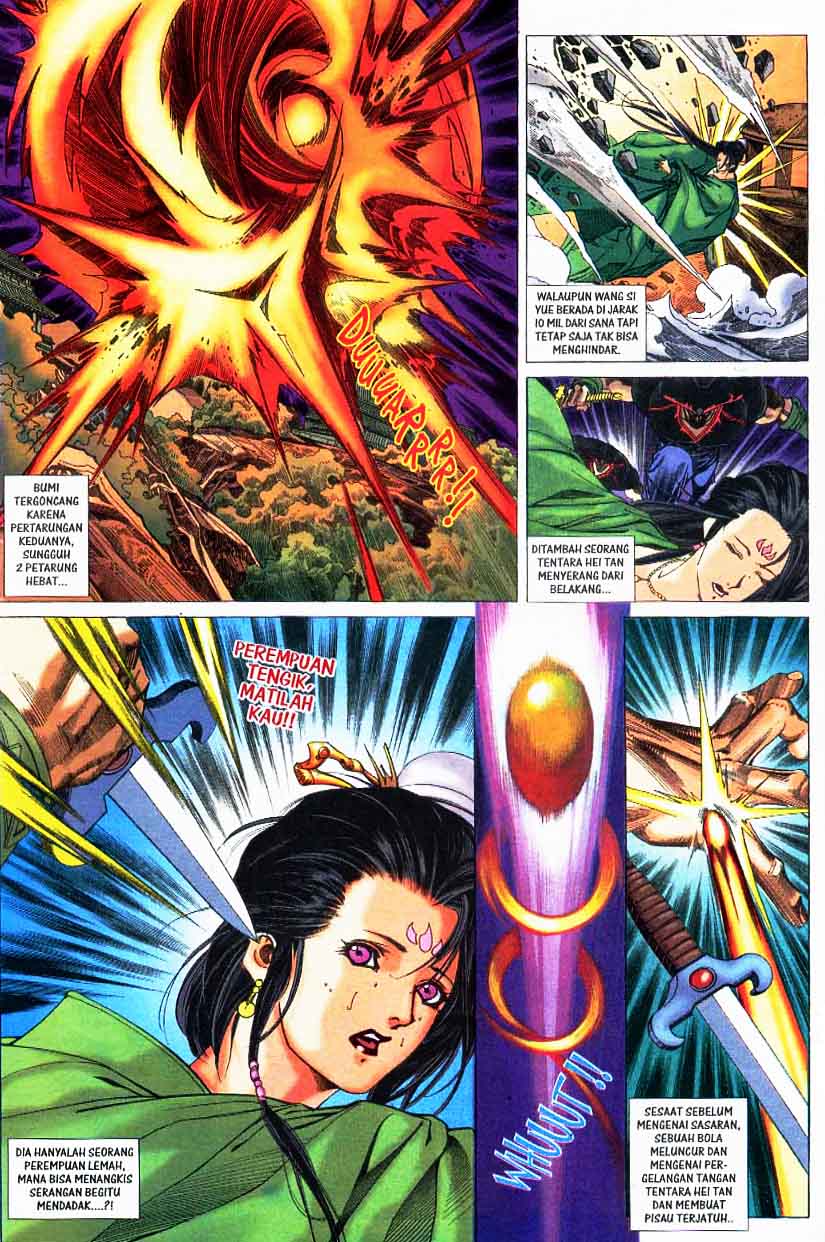 DUUUUARRRR!!
BUMI
TERGONCANG
KARENA
PERTARUNGAN
KEDUANYA,
SUNGGUH
2 PETARUNG
HEBAT...
WALAUPUN WANG SI
YUE BERADA DI JARAK
10 MIL DARI SANA TAPI
TETAP SAJA TAK BISA
MENGHINDAR.
DITAMBAH SEORANG
TENTARA HEI TAN
MENYERANG DARI
BELAKANG...
PEREMPUAN
TENGIK,
MATILAH
KAU!!
DIA HANYALAH SEORANG
PEREMPUAN LEMAH,
MANA BISA MENANGKIS
SERANGAN BEGITU
MENDADAK....?!
WHUUUT!!
SESAAT SEBELUM
MENGENAI SASARAN,
SEBUAH BOLA
MELUNCUR DAN
MENGENAI PER-
GELANGAN TANGAN
TENTARA HEI TAN
DAN MEMBUAT
PISAU TERJATUH..